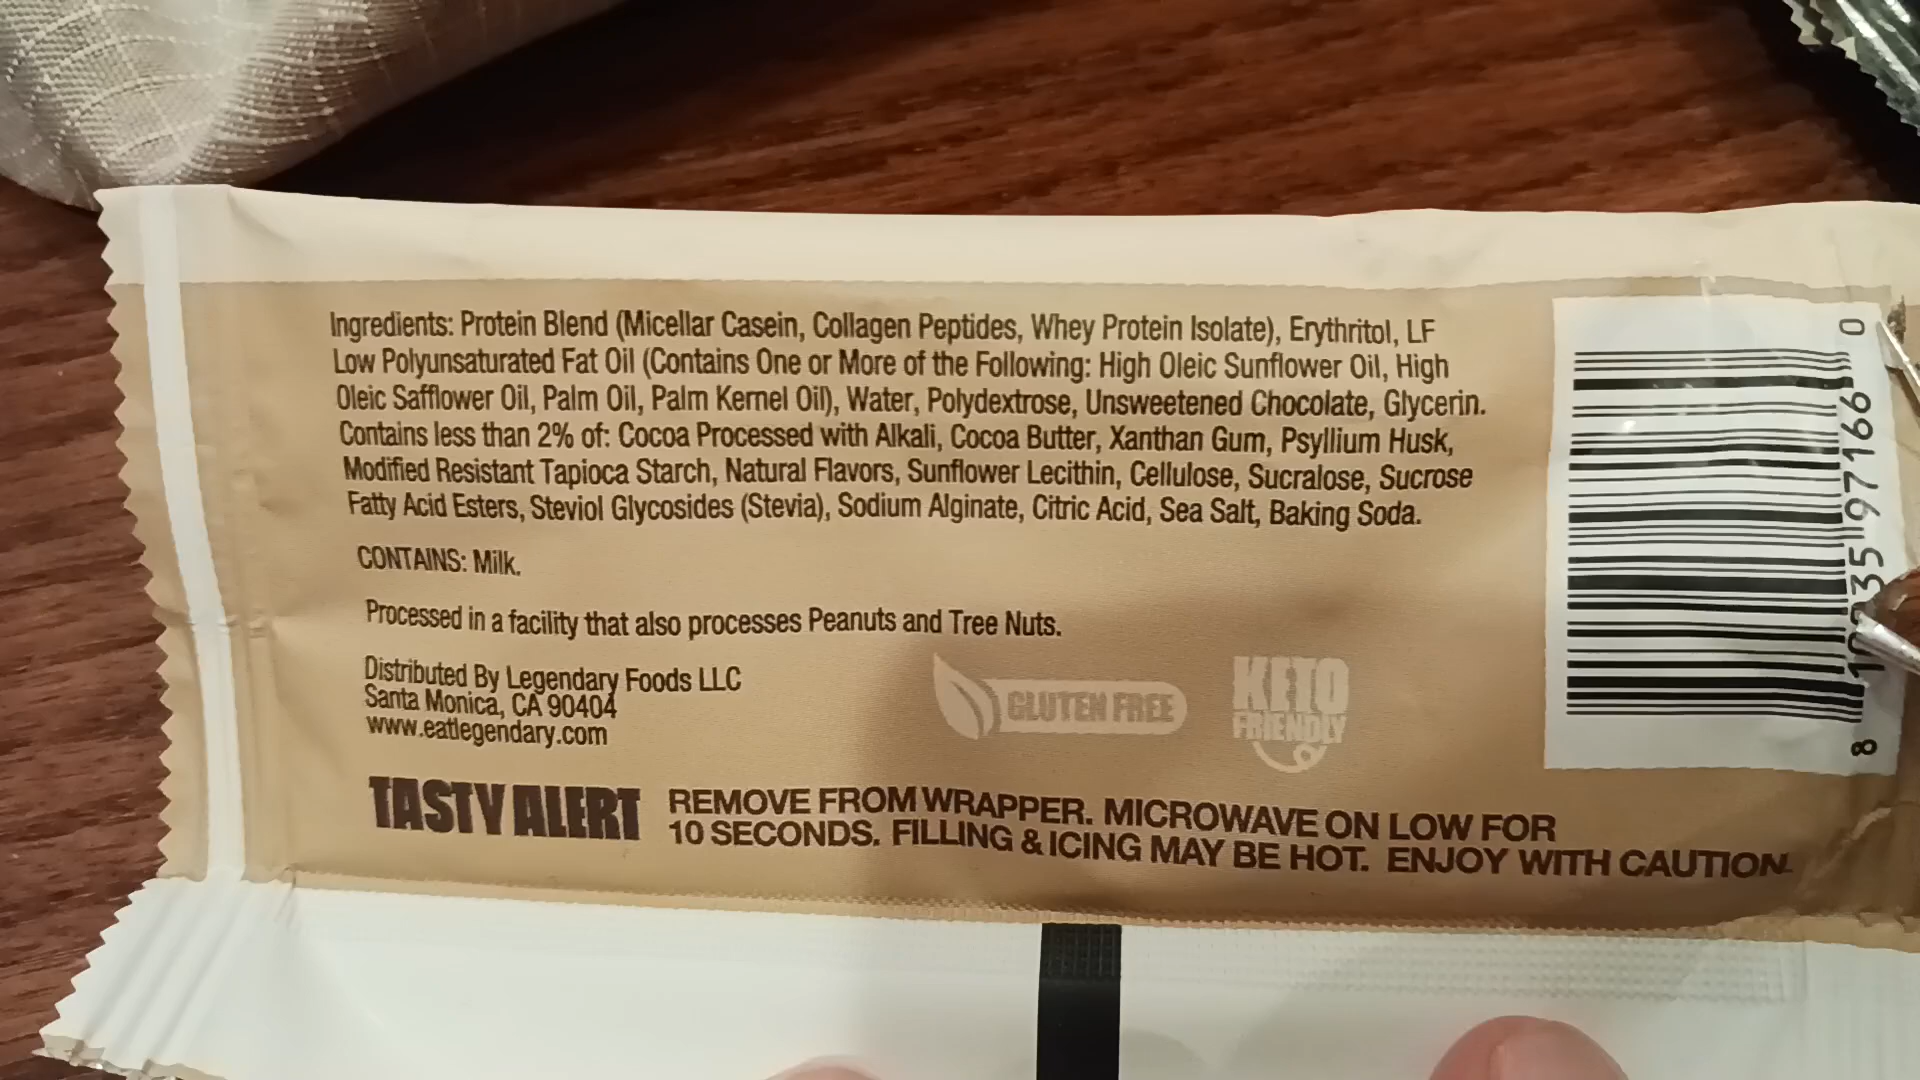 Ingredients: Protein Blend (Micellar Casein, Collagen Peptides, Whey Protein Isolate), Erythritol, LF
Low Polyunsaturated Fat Oil (Contains One or More of the Following: High Oleic Sunflower Oil, High
Oleic Safflower Oil, Palm Oil, Palm Kernel Oil), Water, Polydextrose, Unsweetened Chocolate, Glycerin.
Contains less than 2% of: Cocoa Processed with Alkali, Cocoa Butter, Xanthan Gum, Psyllium Husk,
Modified Resistant Tapioca Starch, Natural Flavors, Sunflower Lecithin, Cellulose, Sucralose, Sucrose
Fatty Acid Esters, Steviol Glycosides (Stevia), Sodium Alginate, Citric Acid, Sea Salt, Baking Soda.
CONTAINS: Milk.
Processed in a facility that also processes Peanuts and Tree Nuts.
Distributed By Legendary Foods LLC
Santa Monica, CA 90404
www.eatlegendary.com
GLUTEN FREE
KETO
FRIENDLY
TASTY ALERT
REMOVE FROM WRAPPER. MICROWAVE ON LOW FOR
10 SECONDS. FILLING & ICING MAY BE HOT. ENJOY WITH CAUTION.
8 97166 0